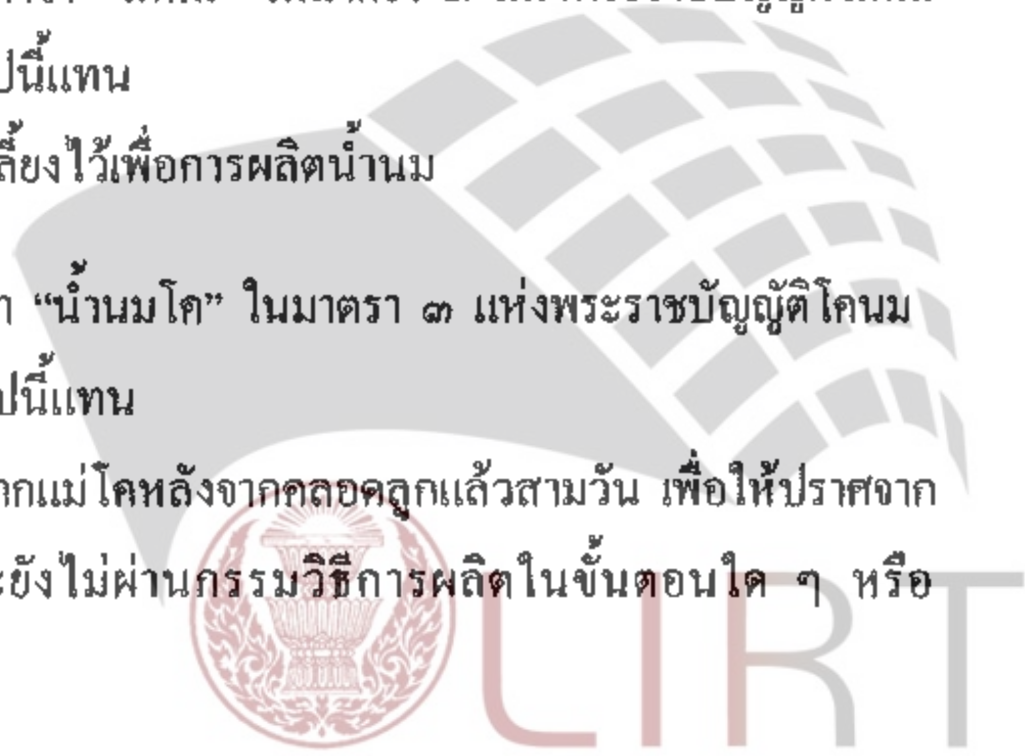 ปนี้แทน
ลี้ยงไว้เพื่อการผลิตน้ำนม
า “น้ำนมโค” ในมาตรา ๓ แห่งพระราชบัญญัติโคนม
ปนี้แทน
ากแม่โคหลังจากคลอดลูกแล้วสามวัน เพื่อให้ปราศจาก
ะยังไม่ผ่านกรรมวิธีการผลิตในขั้นตอนใด ๆ หรือ
LIRT